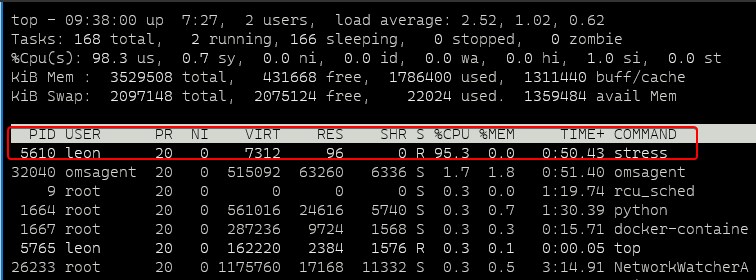 top - 09:38:00 up  7:27,  2 users,  load average: 2.52, 1.02, 0.62
Tasks: 168 total,   2 running, 166 sleeping,   0 stopped,   0 zombie
%Cpu(s): 98.3 us,  0.7 sy,  0.0 ni,  0.0 id,  0.0 wa,  0.0 hi,  1.0 si,  0.0 st
KiB Mem :  3529508 total,   431668 free,  1786400 used,  1311440 buff/cache
KiB Swap:  2097148 total,  2075124 free,    22024 used.  1359484 avail Mem
PID USER      PR  NI    VIRT    RES    SHR S %CPU %MEM     TIME+ COMMAND
5610 leon      20   0    7312     96      0 R 95.3  0.0   0:50.43 stress
32040 omsagent  20   0  515092  63260   6336 S  1.7  1.8   0:51.40 omsagent
9 root      20   0       0      0      0 S  0.3  0.0   1:19.74 rcu_sched
1664 root      20   0  561016  24616   5740 S  0.3  0.7   1:30.39 python
1667 root      20   0  287236   9724   1568 S  0.3  0.3   0:15.71 docker-containe
5765 leon      20   0  162220   2384   1576 R  0.3  0.1   0:00.05 top
26233 root      20   0 1175760  17168  11332 S  0.3  0.5   3:14.91 NetworkWatcherA